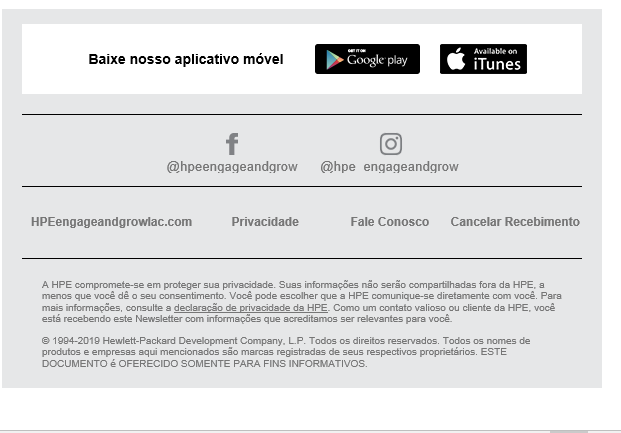 Baixe nosso aplicativo móvel
GET IT ON
Google play
Available on
iTunes
@hpeengageandgrow
@hpe_engageandgrow
HPEengageandgrowlac.com
Privacidade
Fale Conosco
Cancelar Recebimento
A HPE compromete-se em proteger sua privacidade. Suas informações não serão compartilhadas fora da HPE, a
menos que você dê o seu consentimento. Você pode escolher que a HPE comunique-se diretamente com você. Para
mais informações, consulte a declaração de privacidade da HPE. Como um contato valioso ou cliente da HPE, você
está recebendo este Newsletter com informações que acreditamos ser relevantes para você.
© 1994-2019 Hewlett-Packard Development Company, L.P. Todos os direitos reservados. Todos os nomes de
produtos e empresas aqui mencionados são marcas registradas de seus respectivos proprietários. ESTE
DOCUMENTO é OFERECIDO SOMENTE PARA FINS INFORMATIVOS.